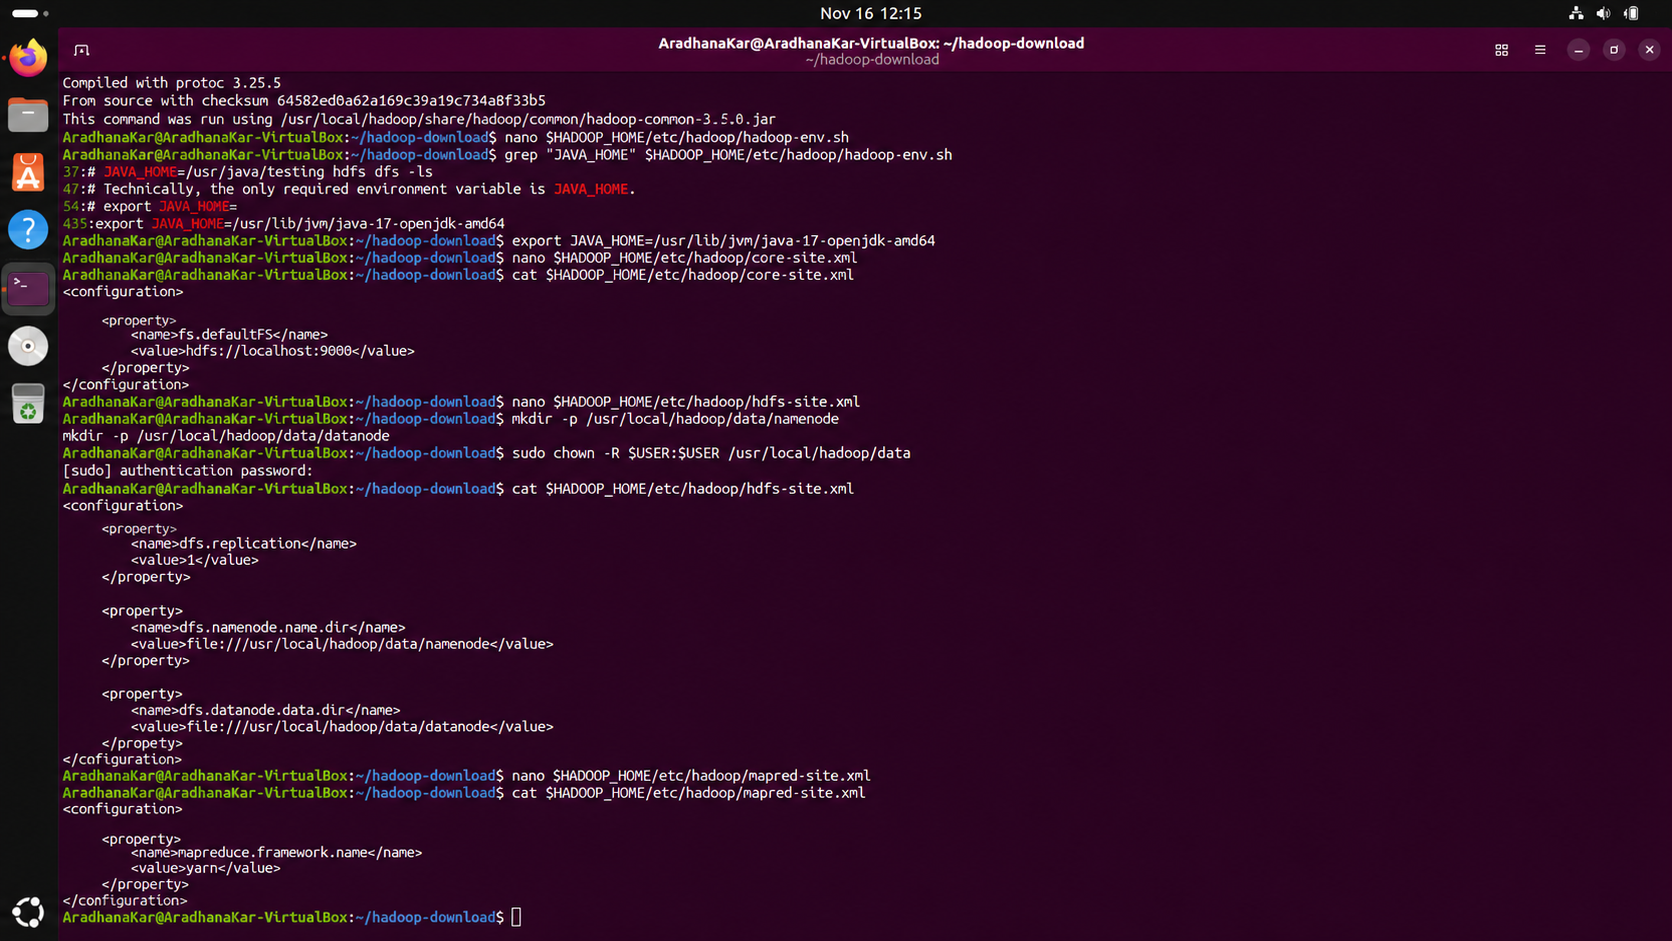 Nov 16 12:15
AradhanaKar@AradhanaKar-VirtualBox: ~/hadoop-download
~/hadoop-download
Compiled with protoc 3.25.5
From source with checksum 64582ed0a62a169c39a19c734a8f33b5
This command was run using /usr/local/hadoop/share/hadoop/common/hadoop-common-3.5.0.jar
AradhanaKar@AradhanaKar-VirtualBox:~/hadoop-download$ nano $HADOOP_HOME/etc/hadoop/hadoop-env.sh
AradhanaKar@AradhanaKar-VirtualBox:~/hadoop-download$ grep "JAVA_HOME" $HADOOP_HOME/etc/hadoop/hadoop-env.sh
37:# JAVA_HOME=/usr/java/testing hdfs dfs -ls
47:# Technically, the only required environment variable is JAVA_HOME.
54:# export JAVA_HOME=
435:export JAVA_HOME=/usr/lib/jvm/java-17-openjdk-amd64
AradhanaKar@AradhanaKar-VirtualBox:~/hadoop-download$ export JAVA_HOME=/usr/lib/jvm/java-17-openjdk-amd64
AradhanaKar@AradhanaKar-VirtualBox:~/hadoop-download$ nano $HADOOP_HOME/etc/hadoop/core-site.xml
AradhanaKar@AradhanaKar-VirtualBox:~/hadoop-download$ cat $HADOOP_HOME/etc/hadoop/core-site.xml
<configuration>
<property>
<name>fs.defaultFS</name>
<value>hdfs://localhost:9000</value>
</property>
</configuration>
AradhanaKar@AradhanaKar-VirtualBox:~/hadoop-download$ nano $HADOOP_HOME/etc/hadoop/hdfs-site.xml
AradhanaKar@AradhanaKar-VirtualBox:~/hadoop-download$ mkdir -p /usr/local/hadoop/data/namenode
mkdir -p /usr/local/hadoop/data/datanode
AradhanaKar@AradhanaKar-VirtualBox:~/hadoop-download$ sudo chown -R $USER:$USER /usr/local/hadoop/data
[sudo] authentication password:
AradhanaKar@AradhanaKar-VirtualBox:~/hadoop-download$ cat $HADOOP_HOME/etc/hadoop/hdfs-site.xml
<configuration>
<property>
<name>dfs.replication</name>
<value>1</value>
</property>
<property>
<name>dfs.namenode.name.dir</name>
<value>file:///usr/local/hadoop/data/namenode</value>
</property>
<property>
<name>dfs.datanode.data.dir</name>
<value>file:///usr/local/hadoop/data/datanode</value>
</propety>
</cnfiguration>
AradhanaKar@AradhanaKar-VirtualBox:~/hadoop-download$ nano $HADOOP_HOME/etc/hadoop/mapred-site.xml
AradhanaKar@AradhanaKar-VirtualBox:~/hadoop-download$ cat $HADOOP_HOME/etc/hadoop/mapred-site.xml
<configuration>
<property>
<name>mapreduce.framework.name</name>
<value>yarn</value>
</property>
</configuration>
AradhanaKar@AradhanaKar-VirtualBox:~/hadoop-download$